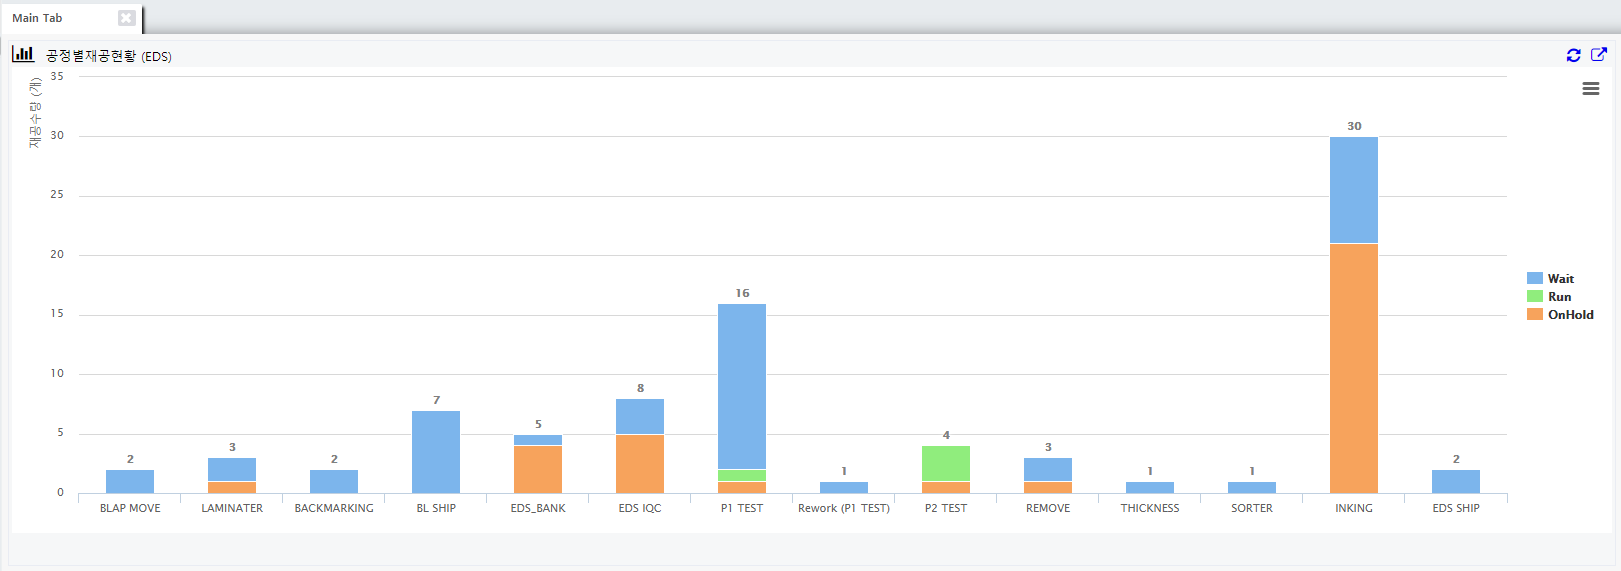 Main Tab
공정별재공현황 (EDS)
재공수량 (개)
35
30
25
20
15
10
5
0
2
3
2
7
5
8
16
1
4
3
1
1
30
2
BLAP MOVE
LAMINATER
BACKMARKING
BL SHIP
EDS_BANK
EDS IQC
P1 TEST
Rework (P1 TEST)
P2 TEST
REMOVE
THICKNESS
SORTER
INKING
EDS SHIP
Wait
Run
OnHold